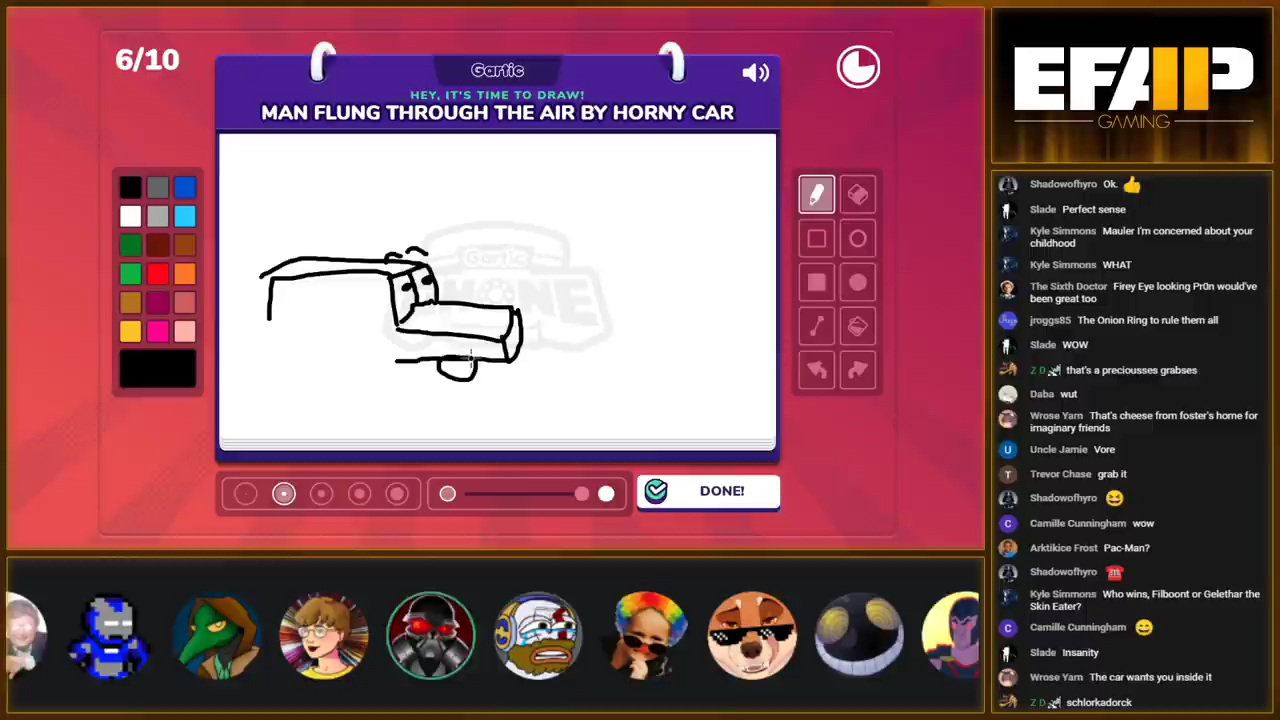 6/10
Gartic
HEY, IT'S TIME TO DRAW!
MAN FLUNG THROUGH THE AIR BY HORNY CAR
Gartic
PHONE
DONE!
EFAP
GAMING
Shadowofhyro Ok. 👍
Slade Perfect sense
Kyle Simmons Mauler I'm concerned about your
childhood
Kyle Simmons WHAT
The Sixth Doctor Firey Eye looking Pr0n would've
been great too
jroggs85 The Onion Ring to rule them all
Slade WOW
Z D that's a preciousses grabses
Daba wut
Wrose Yarn That's cheese from foster's home for
imaginary friends
Uncle Jamie Vore
Trevor Chase grab it
Shadowofhyro 😆
Camille Cunningham wow
Arktikice Frost Pac-Man?
Shadowofhyro ☎️
Kyle Simmons Who wins, Filboont or Gelethar the
Skin Eater?
Camille Cunningham 😄
Slade Insanity
Wrose Yarn The car wants you inside it
Z D schlorkadorck